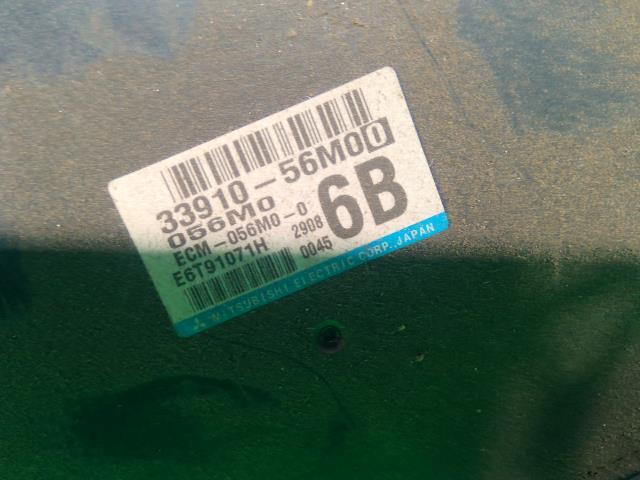 33910-56M00
056M0
ECM-056M0-0 2908
6B
E6T91071H 0045
MITSUBISHI ELECTRIC CORP., JAPAN